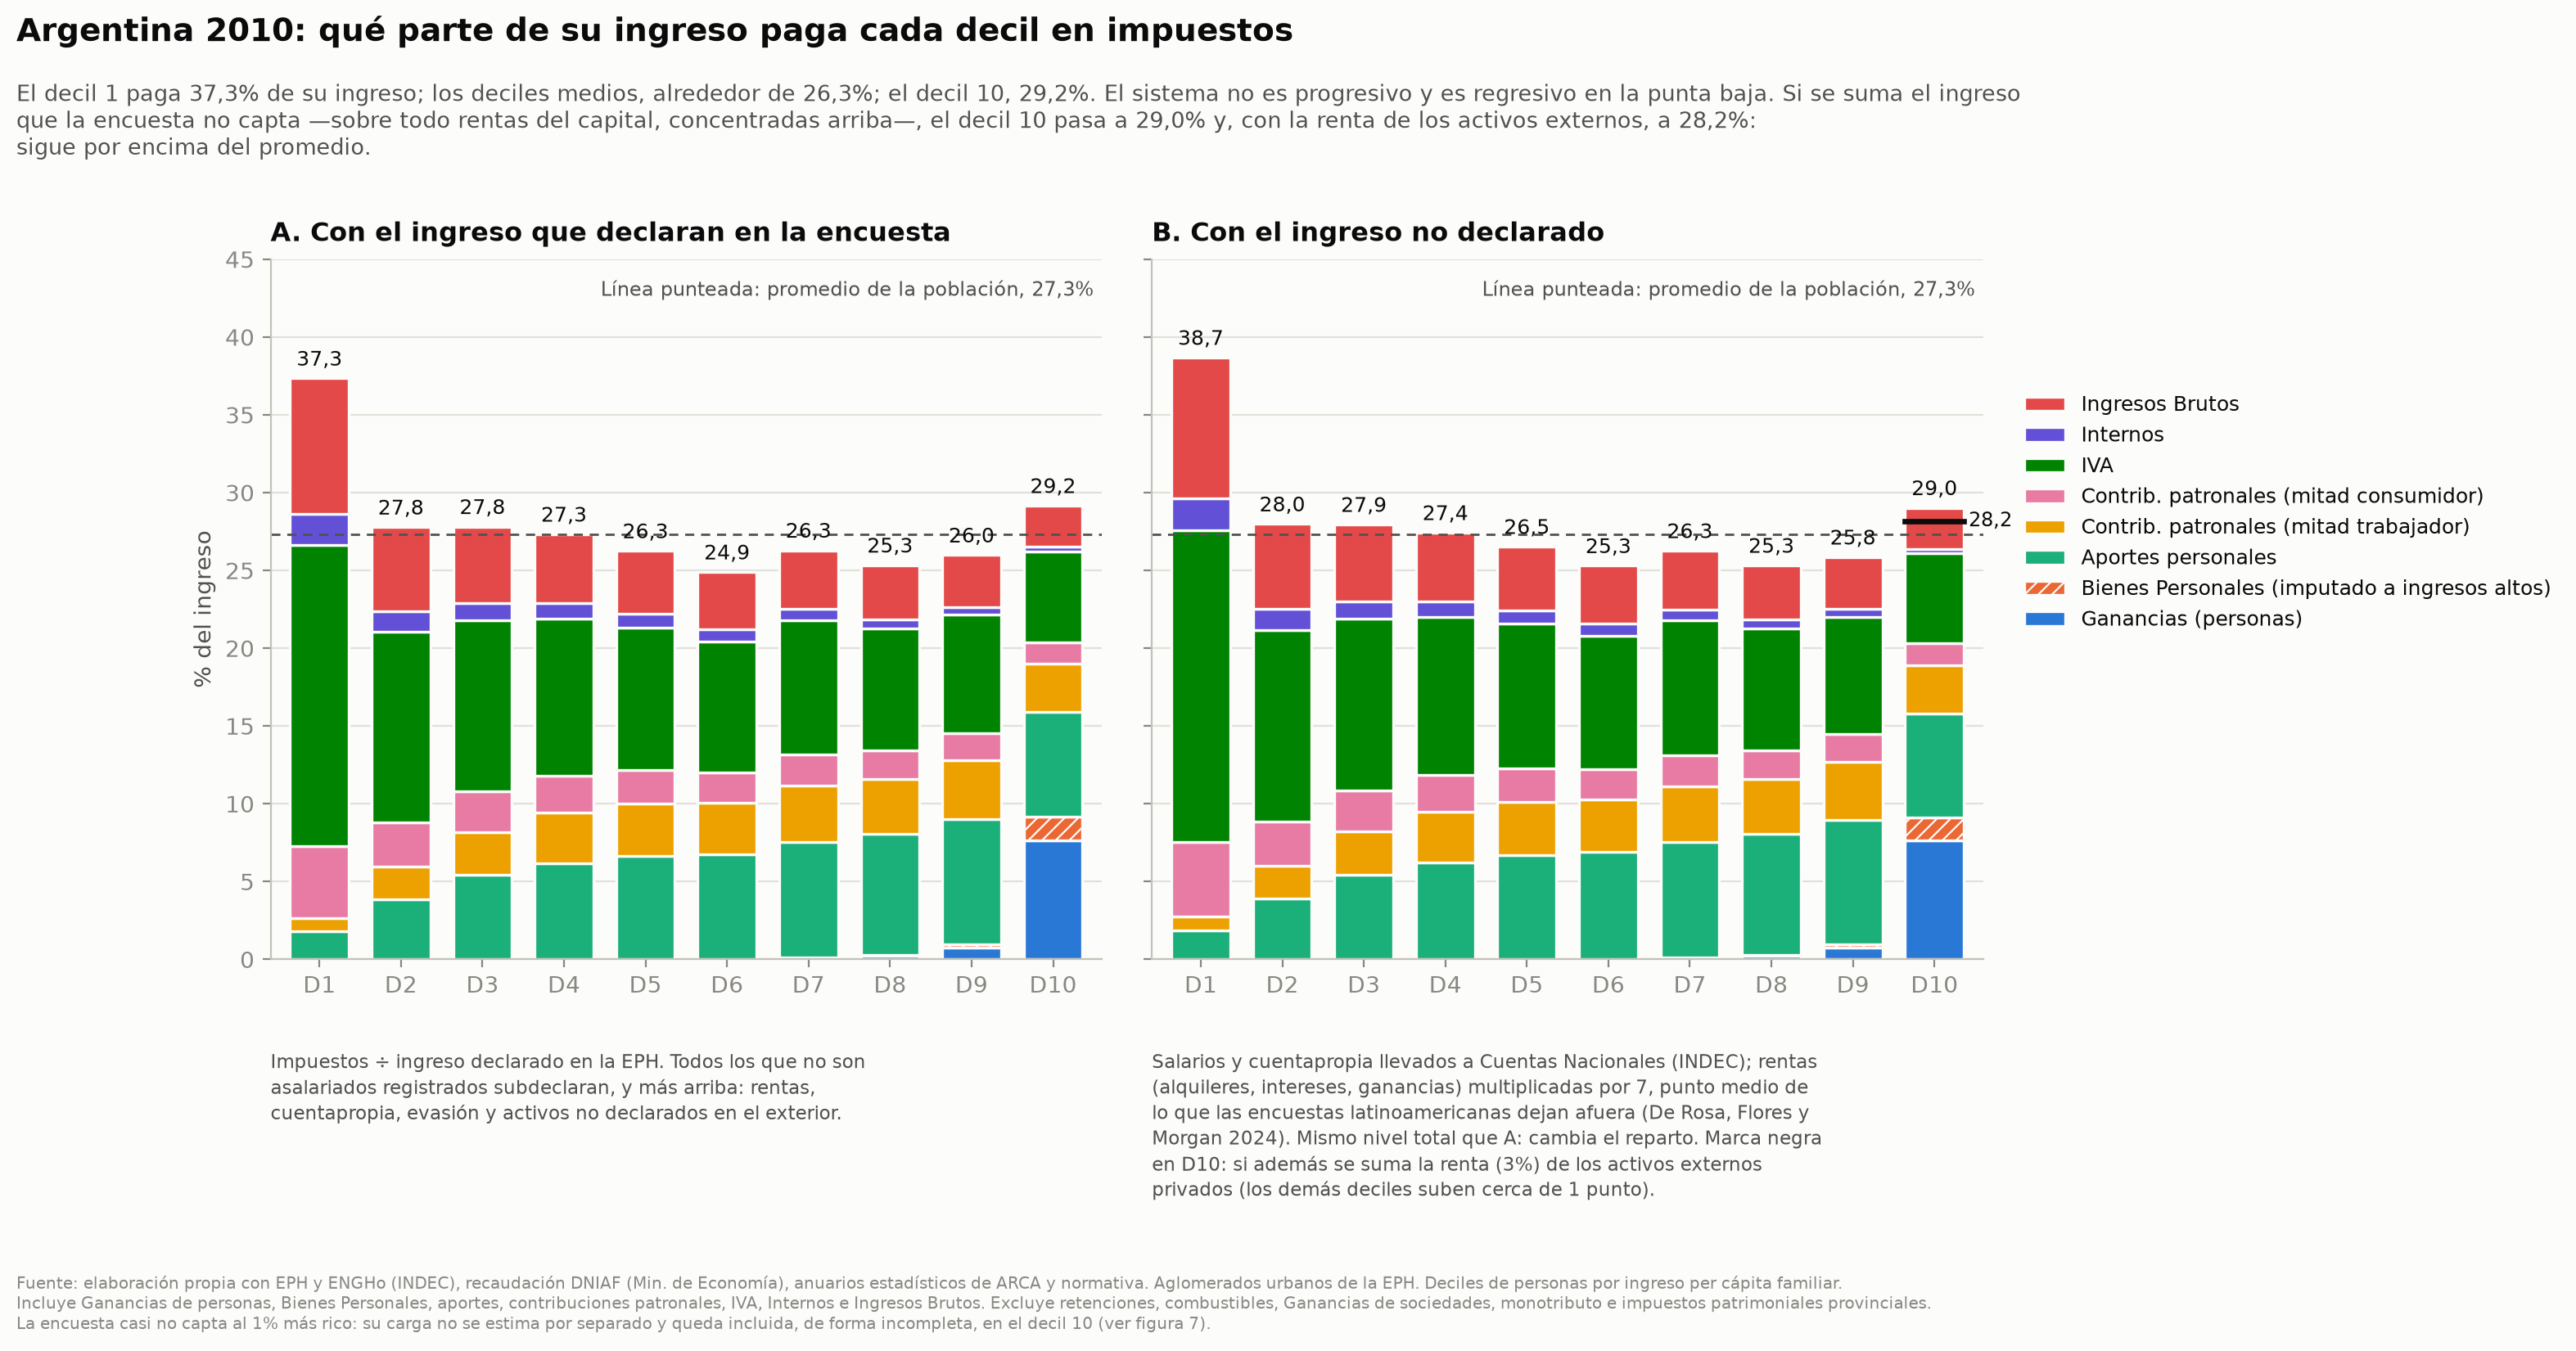 Argentina 2010: qué parte de su ingreso paga cada decil en impuestos
El decil 1 paga 37,3% de su ingreso; los deciles medios, alrededor de 26,3%; el decil 10, 29,2%. El sistema no es progresivo y es regresivo en la punta baja. Si se suma el ingreso
que la encuesta no capta —sobre todo rentas del capital, concentradas arriba—, el decil 10 pasa a 29,0% y, con la renta de los activos externos, a 28,2%:
sigue por encima del promedio.
A. Con el ingreso que declaran en la encuesta
Línea punteada: promedio de la población, 27,3%
% del ingreso
45
40
35
30
25
20
15
10
5
0
37,3
27,8
27,8
27,3
26,3
24,9
26,3
25,3
26,0
29,2
D1 D2 D3 D4 D5 D6 D7 D8 D9 D10
Impuestos ÷ ingreso declarado en la EPH. Todos los que no son
asalariados registrados subdeclaran, y más arriba: rentas,
cuentapropia, evasión y activos no declarados en el exterior.
B. Con el ingreso no declarado
Línea punteada: promedio de la población, 27,3%
38,7
28,0
27,9
27,4
26,5
25,3
26,3
25,3
25,8
29,0
28,2
D1 D2 D3 D4 D5 D6 D7 D8 D9 D10
Salarios y cuentapropia llevados a Cuentas Nacionales (INDEC); rentas
(alquileres, intereses, ganancias) multiplicadas por 7, punto medio de
lo que las encuestas latinoamericanas dejan afuera (De Rosa, Flores y
Morgan 2024). Mismo nivel total que A: cambia el reparto. Marca negra
en D10: si además se suma la renta (3%) de los activos externos
privados (los demás deciles suben cerca de 1 punto).
Ingresos Brutos
Internos
IVA
Contrib. patronales (mitad consumidor)
Contrib. patronales (mitad trabajador)
Aportes personales
Bienes Personales (imputado a ingresos altos)
Ganancias (personas)
Fuente: elaboración propia con EPH y ENGHo (INDEC), recaudación DNIAF (Min. de Economía), anuarios estadísticos de ARCA y normativa. Aglomerados urbanos de la EPH. Deciles de personas por ingreso per cápita familiar.
Incluye Ganancias de personas, Bienes Personales, aportes, contribuciones patronales, IVA, Internos e Ingresos Brutos. Excluye retenciones, combustibles, Ganancias de sociedades, monotributo e impuestos patrimoniales provinciales.
La encuesta casi no capta al 1% más rico: su carga no se estima por separado y queda incluida, de forma incompleta, en el decil 10 (ver figura 7).